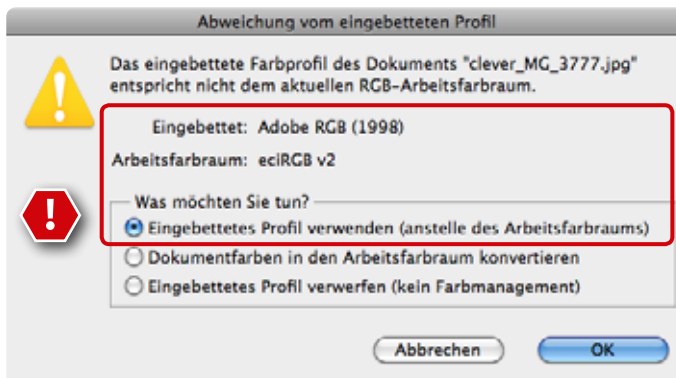 Abweichung vom eingebetteten Profil
Das eingebettete Farbprofil des Dokuments "clever_MG_3777.jpg"
entspricht nicht dem aktuellen RGB-Arbeitsfarbraum.
Eingebettet: Adobe RGB (1998)
Arbeitsfarbraum: eciRGB v2
!
Was möchten Sie tun?
Eingebettetes Profil verwenden (anstelle des Arbeitsfarbraums)
Dokumentfarben in den Arbeitsfarbraum konvertieren
Eingebettetes Profil verwerfen (kein Farbmanagement)
Abbrechen OK